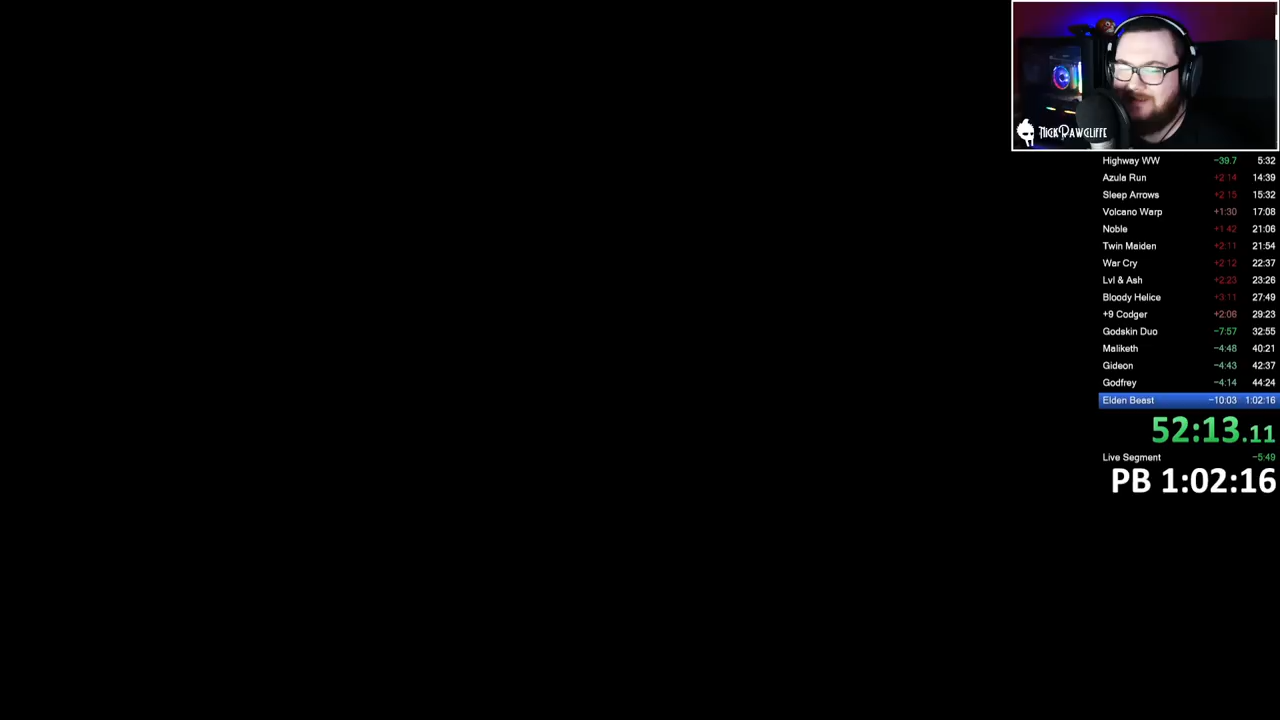 NickRawcliffe
Highway WW −39.7 5:32
Azula Run +2:14 14:39
Sleep Arrows +2:15 15:32
Volcano Warp +1:30 17:08
Noble +1:42 21:06
Twin Maiden +2:11 21:54
War Cry +2:12 22:37
Lvl & Ash +2:23 23:26
Bloody Helice +3:11 27:49
+9 Codger +2:06 29:23
Godskin Duo −7:57 32:55
Maliketh −4:48 40:21
Gideon −4:43 42:37
Godfrey −4:14 44:24
Elden Beast −10:03 1:02:16
52:13.11
Live Segment −5:49
PB 1:02:16